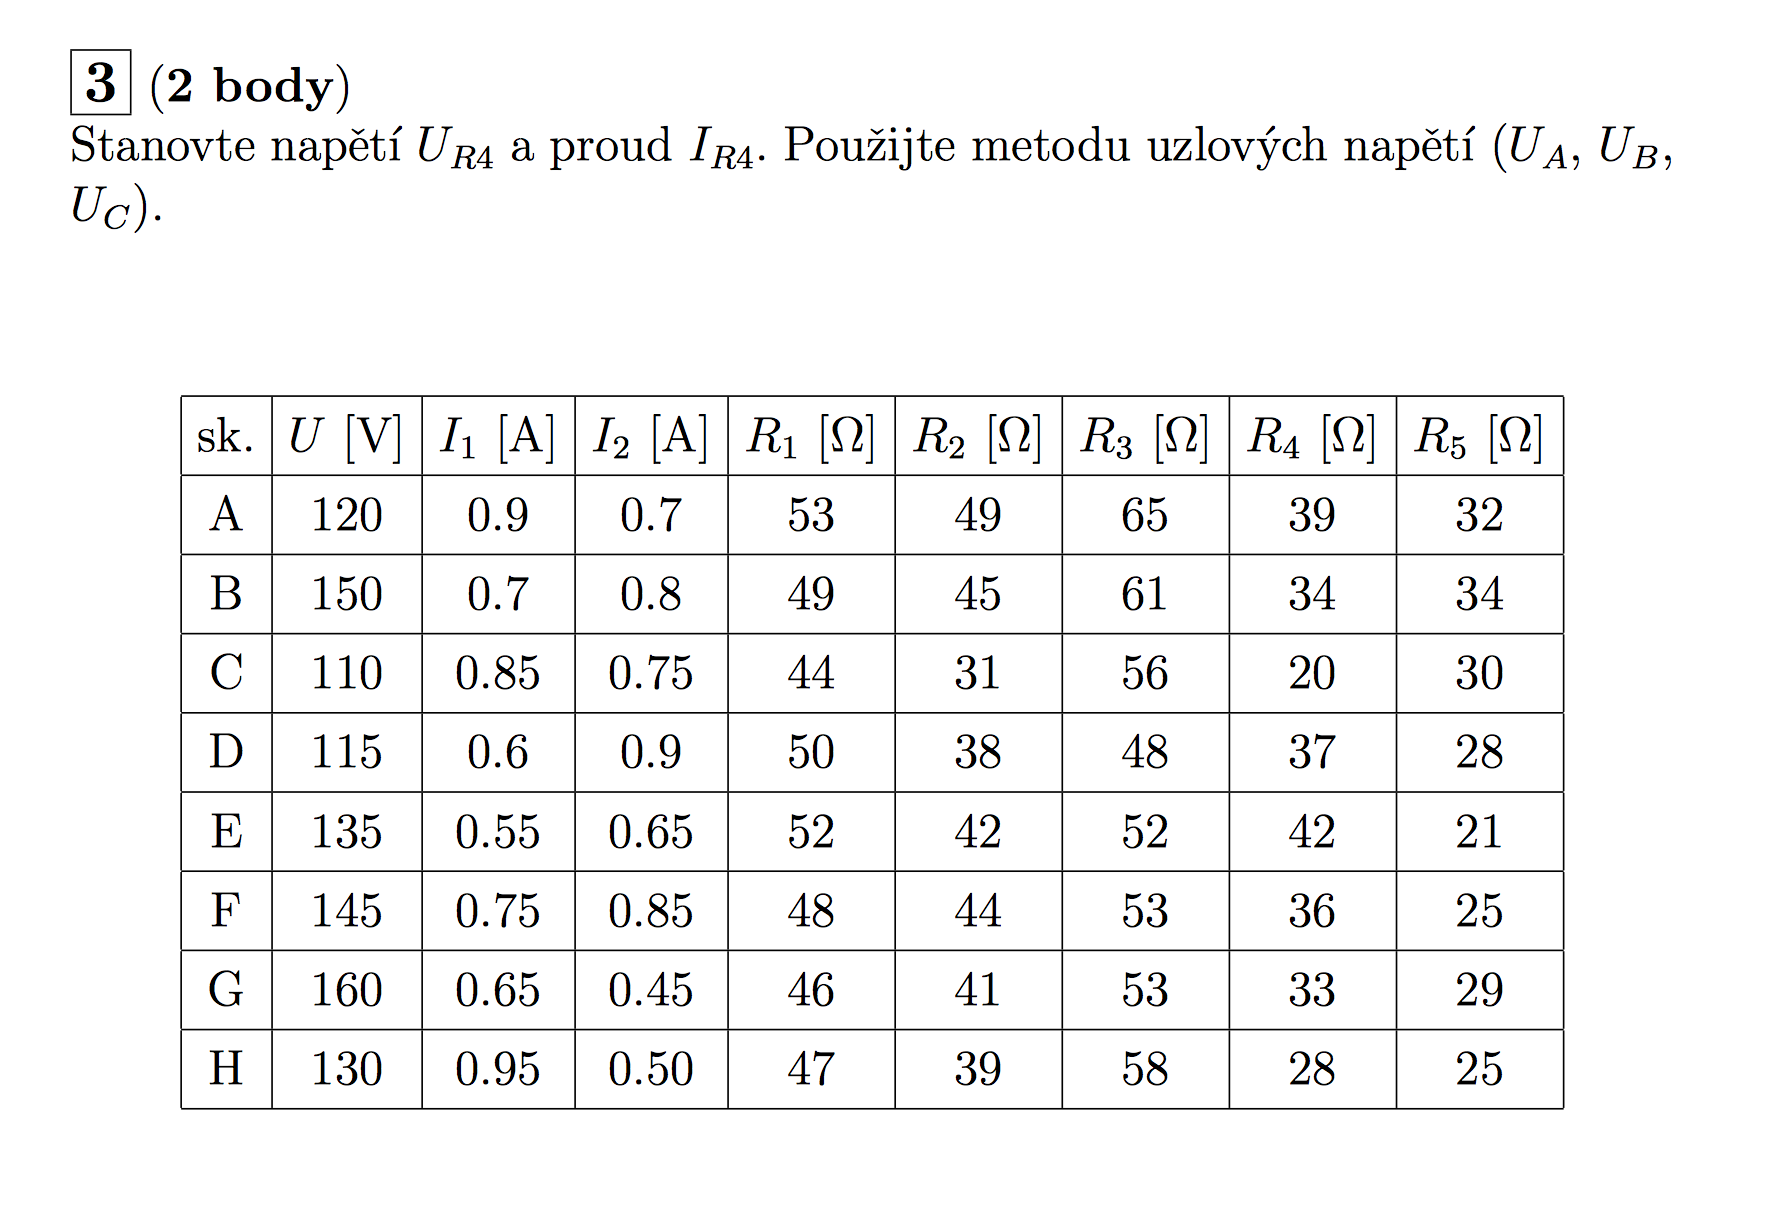 3 (2 body)
Stanovte napětí U_R4 a proud I_R4. Použijte metodu uzlových napětí (U_A, U_B,
U_C).
sk. U [V] I_1 [A] I_2 [A] R_1 [Ω] R_2 [Ω] R_3 [Ω] R_4 [Ω] R_5 [Ω]
A 120 0.9 0.7 53 49 65 39 32
B 150 0.7 0.8 49 45 61 34 34
C 110 0.85 0.75 44 31 56 20 30
D 115 0.6 0.9 50 38 48 37 28
E 135 0.55 0.65 52 42 52 42 21
F 145 0.75 0.85 48 44 53 36 25
G 160 0.65 0.45 46 41 53 33 29
H 130 0.95 0.50 47 39 58 28 25